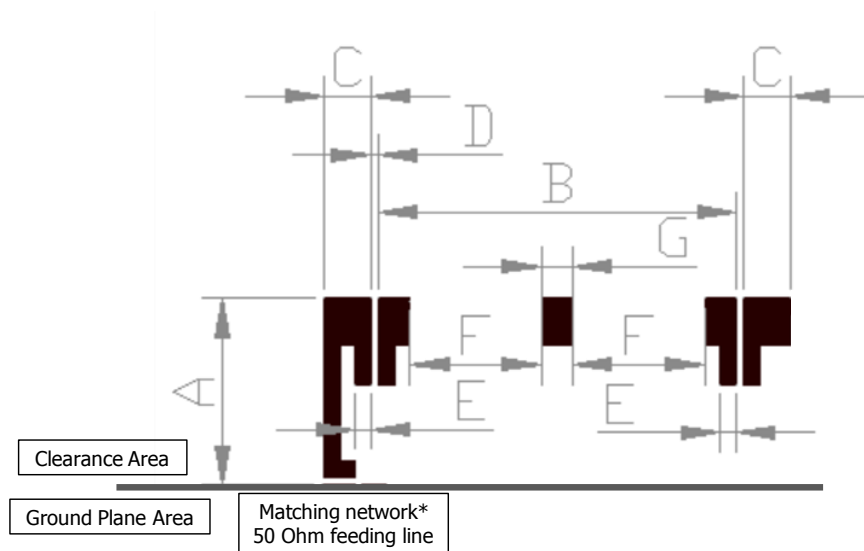 C
C
D
B
G
F
F
A
E
E
Clearance Area
Ground Plane Area
Matching network*
50 Ohm feeding line